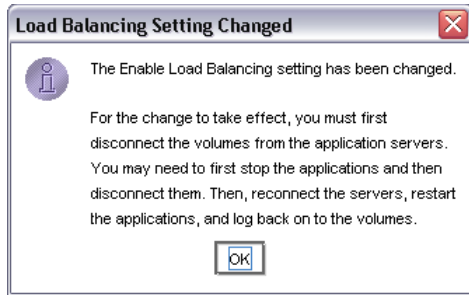 Load Balancing Setting Changed
The Enable Load Balancing setting has been changed.
For the change to take effect, you must first
disconnect the volumes from the application servers.
You may need to first stop the applications and then
disconnect them. Then, reconnect the servers, restart
the applications, and log back on to the volumes.
OK